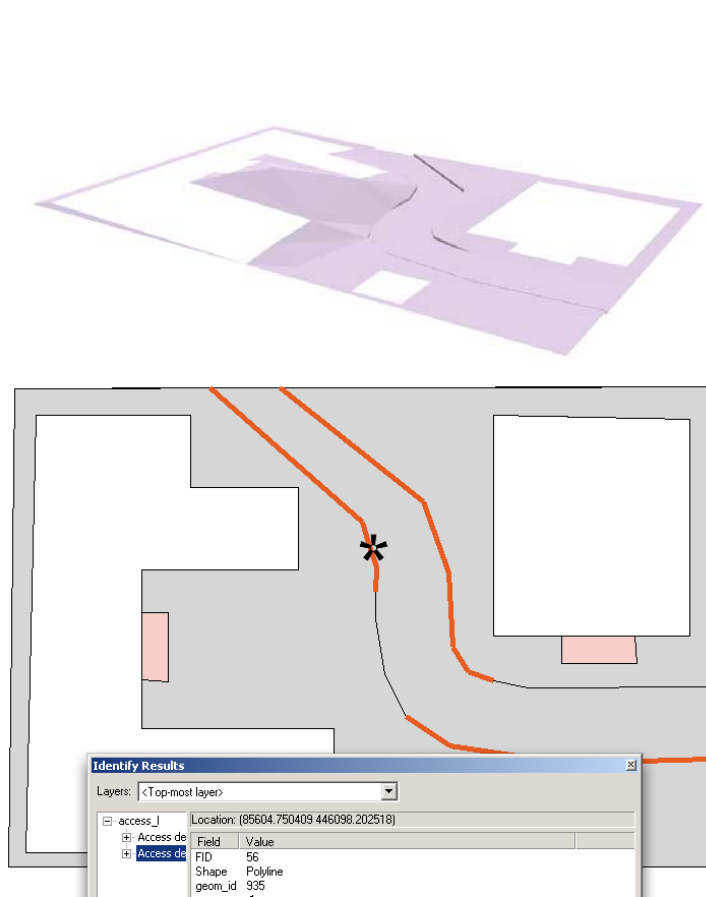 Identify Results
Layers: <Top-most layer>
access_l
Location: (85604.750409 446098.202518)
Access de
Access de
Field Value
FID 56
Shape Polyline
geom_id 935